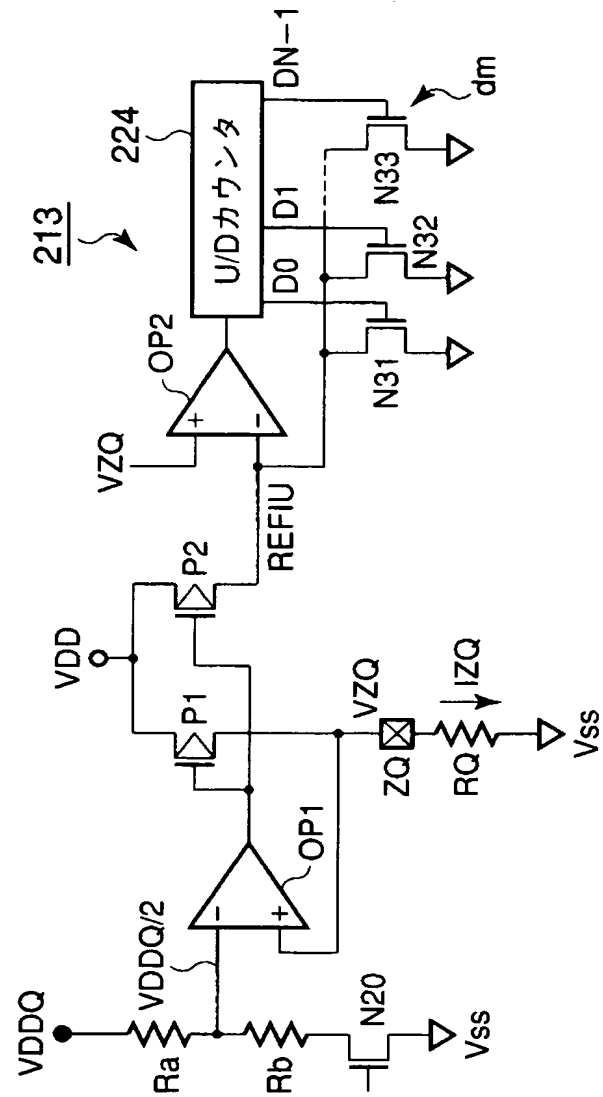 213
VDDQ
Ra
Rb
VDDQ/2
N20
Vss
-
+
OP1
VDD
P1
P2
VZQ
ZQ
RQ
IZQ
Vss
REFIU
VZQ
+
-
OP2
224
U/Dカウンタ
D0
D1
DN-1
N31
N32
N33
dm